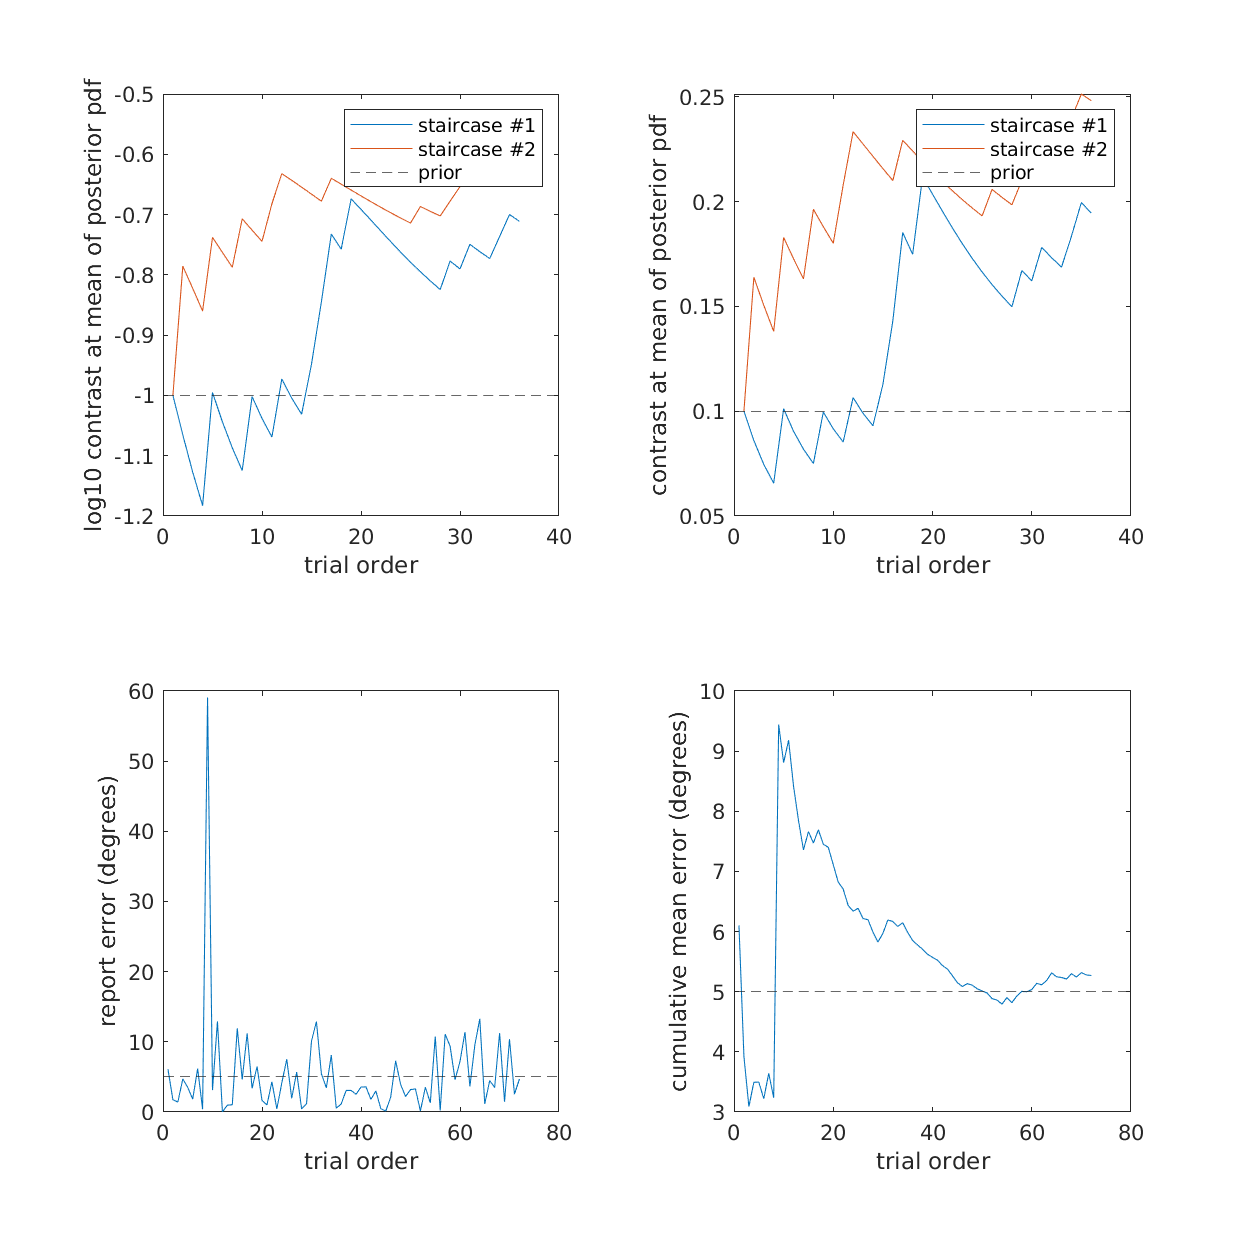 log10 contrast at mean of posterior pdf
-0.5
-0.6
-0.7
-0.8
-0.9
-1
-1.1
-1.2
staircase #1
staircase #2
prior
0 10 20 30 40
trial order
contrast at mean of posterior pdf
0.25
0.2
0.15
0.1
0.05
staircase #1
staircase #2
prior
0 10 20 30 40
trial order
report error (degrees)
60
50
40
30
20
10
0
0 20 40 60 80
trial order
cumulative mean error (degrees)
10
9
8
7
6
5
4
3
0 20 40 60 80
trial order